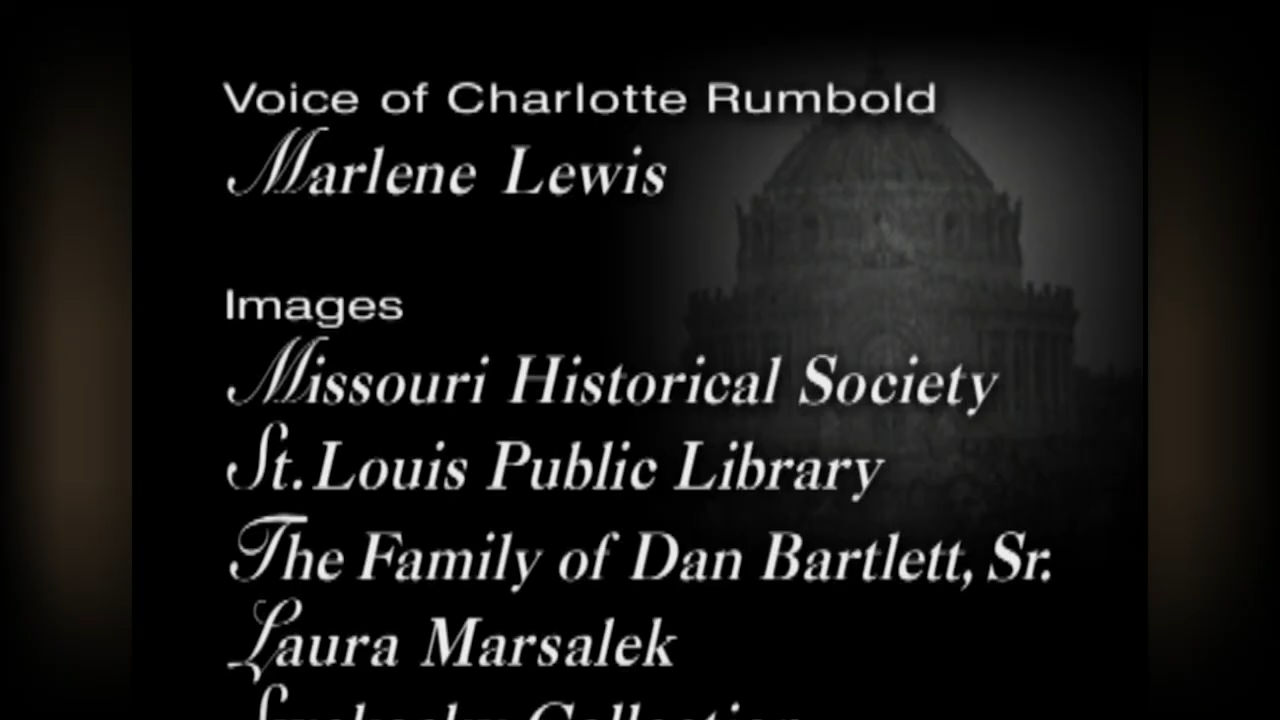 Voice of Charlotte Rumbold
Marlene Lewis
Images
Missouri Historical Society
St. Louis Public Library
The Family of Dan Bartlett, Sr.
Laura Marsalek
Collection